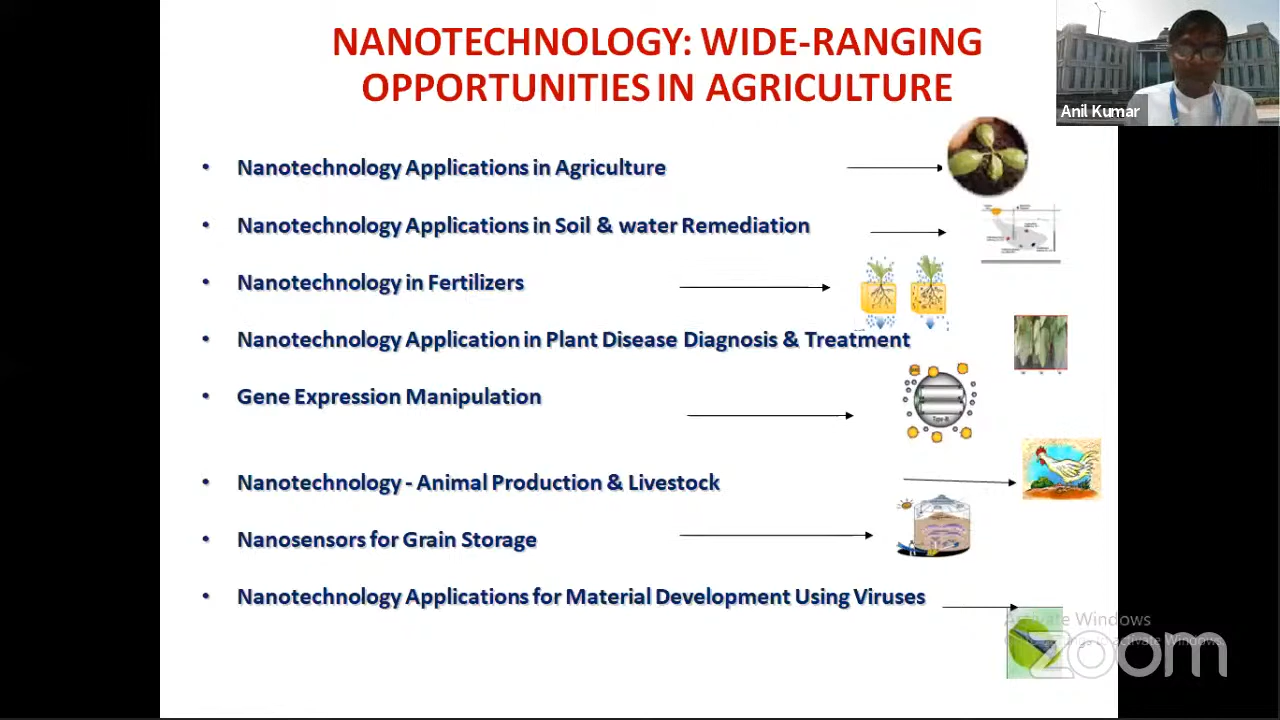 NANOTECHNOLOGY: WIDE-RANGING
OPPORTUNITIES IN AGRICULTURE
Anil Kumar
• Nanotechnology Applications in Agriculture
• Nanotechnology Applications in Soil & water Remediation
• Nanotechnology in Fertilizers
• Nanotechnology Application in Plant Disease Diagnosis & Treatment
• Gene Expression Manipulation
• Nanotechnology - Animal Production & Livestock
• Nanosensors for Grain Storage
• Nanotechnology Applications for Material Development Using Viruses
Activate Windows
zoom